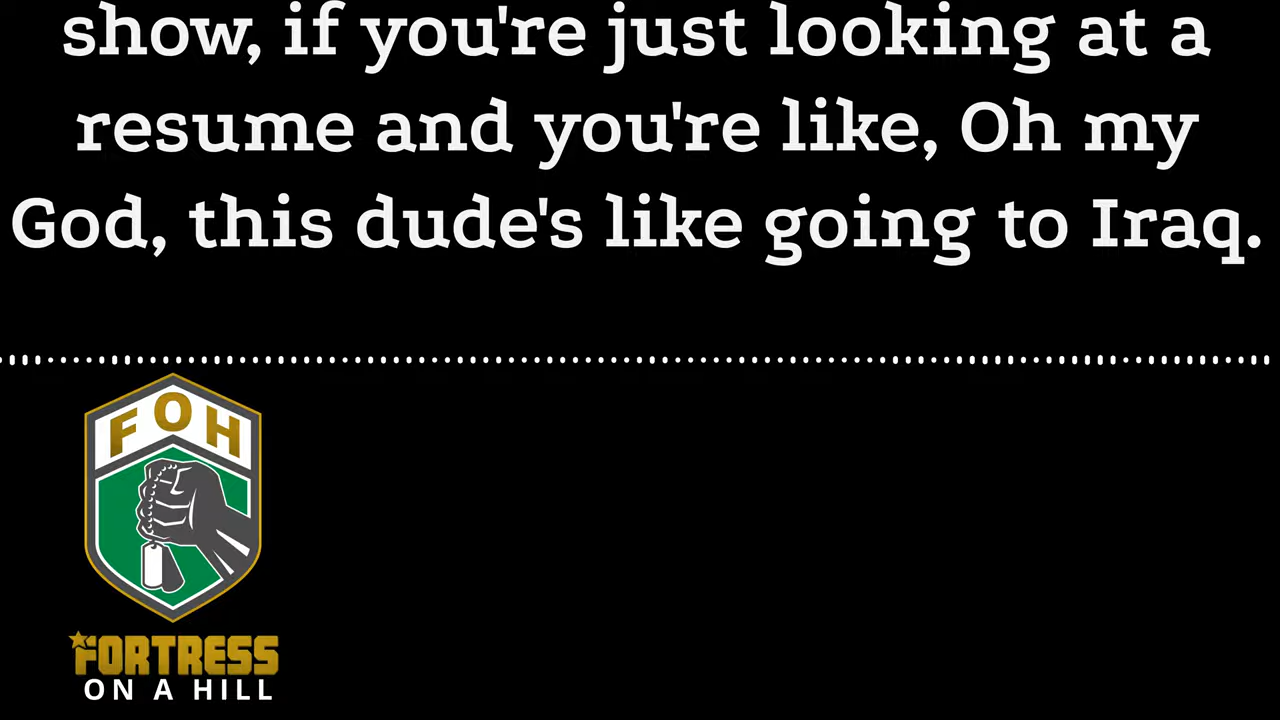 show, if you're just looking at a
resume and you're like, Oh my
God, this dude's like going to Iraq.
FOH
FORTRESS
ON A HILL